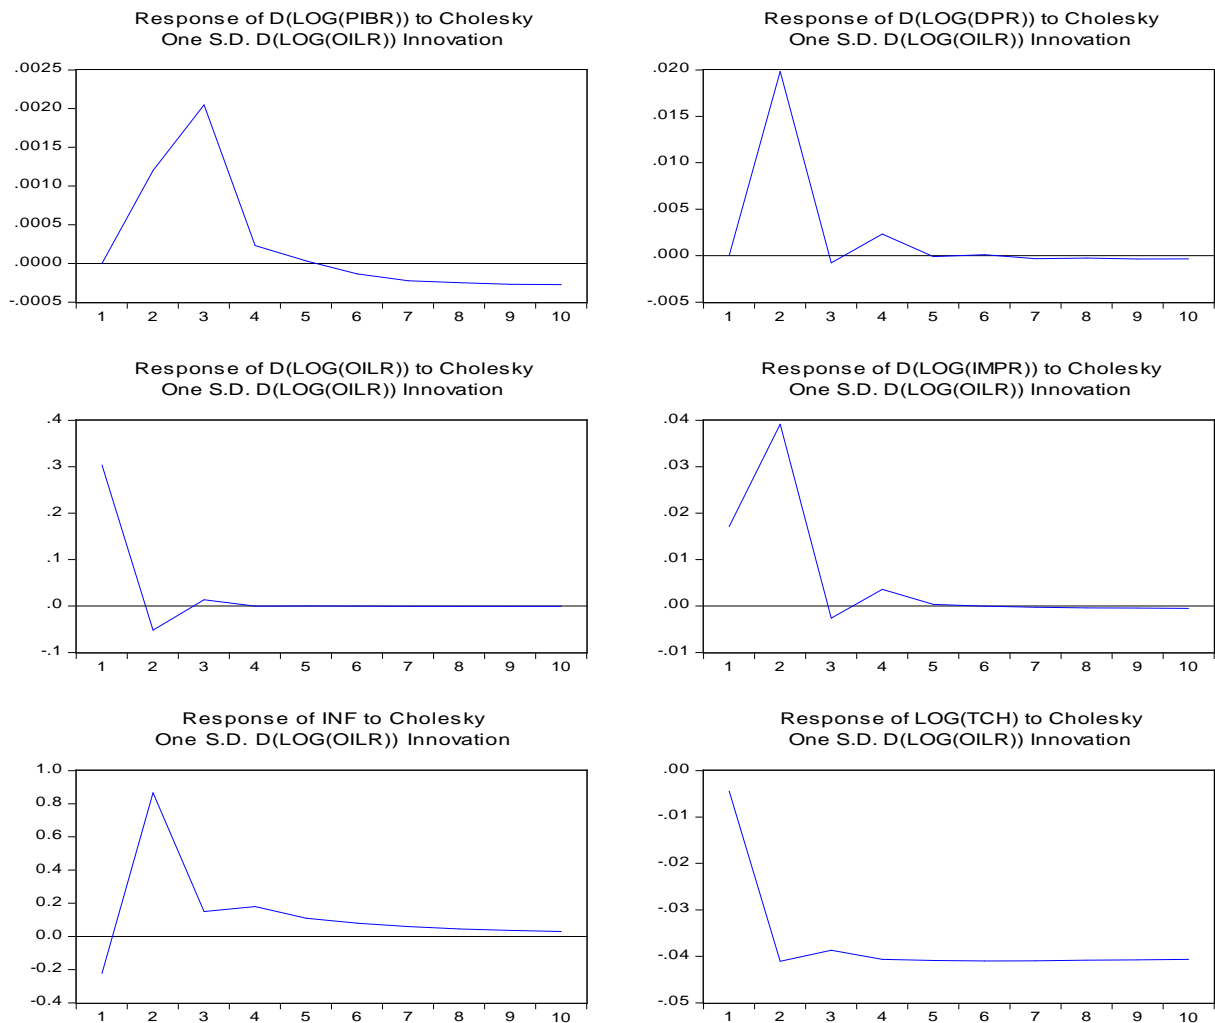 Response of D(LOG(PIBR)) to Cholesky
One S.D. D(LOG(OILR)) Innovation
.0025
.0020
.0015
.0010
.0005
.0000
-.0005
1 2 3 4 5 6 7 8 9 10
Response of D(LOG(DPR)) to Cholesky
One S.D. D(LOG(OILR)) Innovation
.020
.015
.010
.005
.000
-.005
1 2 3 4 5 6 7 8 9 10
Response of D(LOG(OILR)) to Cholesky
One S.D. D(LOG(OILR)) Innovation
.4
.3
.2
.1
.0
-.1
1 2 3 4 5 6 7 8 9 10
Response of D(LOG(IMPR)) to Cholesky
One S.D. D(LOG(OILR)) Innovation
.04
.03
.02
.01
.00
-.01
1 2 3 4 5 6 7 8 9 10
Response of INF to Cholesky
One S.D. D(LOG(OILR)) Innovation
1.0
0.8
0.6
0.4
0.2
0.0
-0.2
-0.4
1 2 3 4 5 6 7 8 9 10
Response of LOG(TCH) to Cholesky
One S.D. D(LOG(OILR)) Innovation
.00
-.01
-.02
-.03
-.04
-.05
1 2 3 4 5 6 7 8 9 10